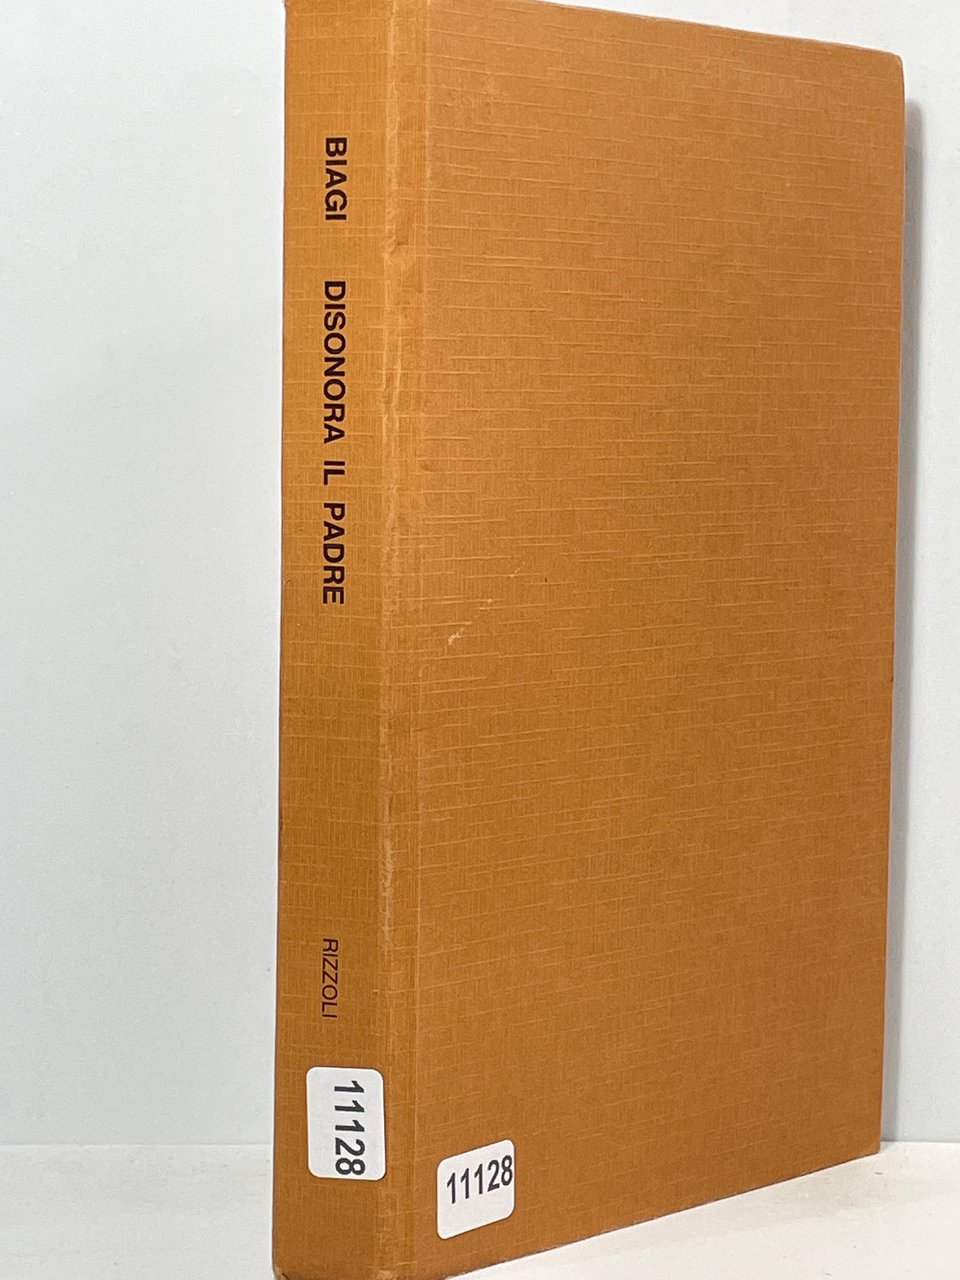 BIAGI DISONORA IL PADRE
RIZZOLI
11128
11128